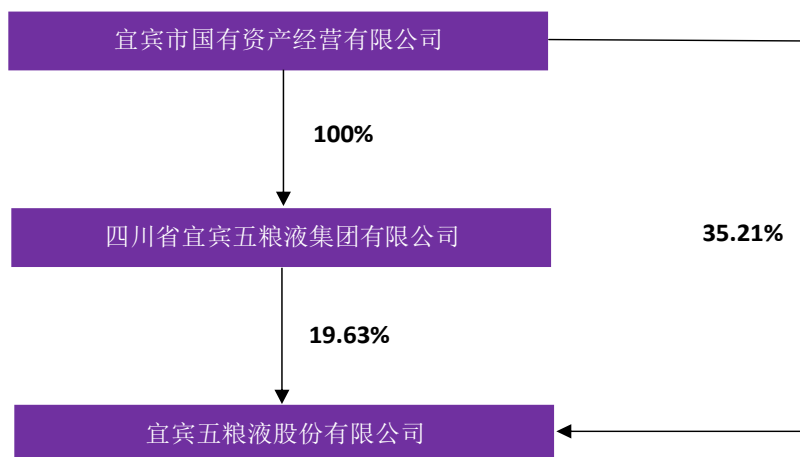 宜宾市国有资产经营有限公司
100%
四川省宜宾五粮液集团有限公司
35.21%
19.63%
宜宾五粮液股份有限公司